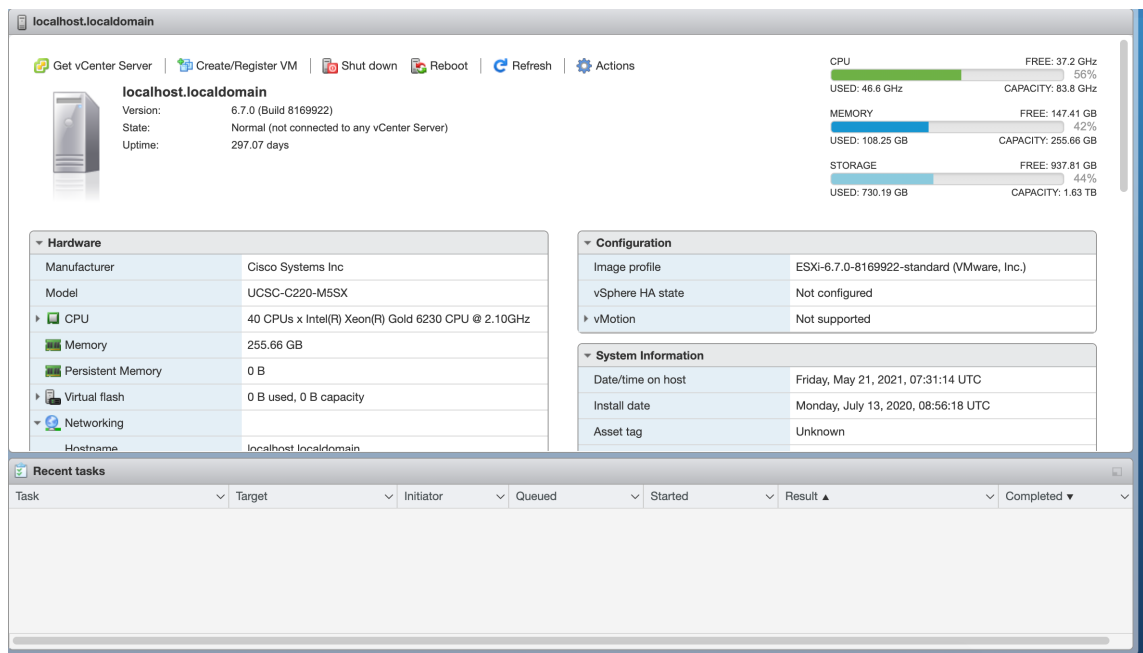 localhost.localdomain
Get vCenter Server | Create/Register VM | Shut down Reboot | Refresh | Actions
localhost.localdomain
Version: 6.7.0 (Build 8169922)
State: Normal (not connected to any vCenter Server)
Uptime: 297.07 days
CPU FREE: 37.2 GHz
56%
USED: 46.6 GHz CAPACITY: 83.8 GHz
MEMORY FREE: 147.41 GB
42%
USED: 108.25 GB CAPACITY: 255.66 GB
STORAGE FREE: 937.81 GB
44%
USED: 730.19 GB CAPACITY: 1.63 TB
Hardware
Manufacturer Cisco Systems Inc
Model UCSC-C220-M5SX
CPU 40 CPUs x Intel(R) Xeon(R) Gold 6230 CPU @ 2.10GHz
Memory 255.66 GB
Persistent Memory 0 B
Virtual flash 0 B used, 0 B capacity
Networking
Hostname localhost.localdomain
Configuration
Image profile ESXi-6.7.0-8169922-standard (VMware, Inc.)
vSphere HA state Not configured
vMotion Not supported
System Information
Date/time on host Friday, May 21, 2021, 07:31:14 UTC
Install date Monday, July 13, 2020, 08:56:18 UTC
Asset tag Unknown
Recent tasks
Task Target Initiator Queued Started Result ▲ Completed ▼